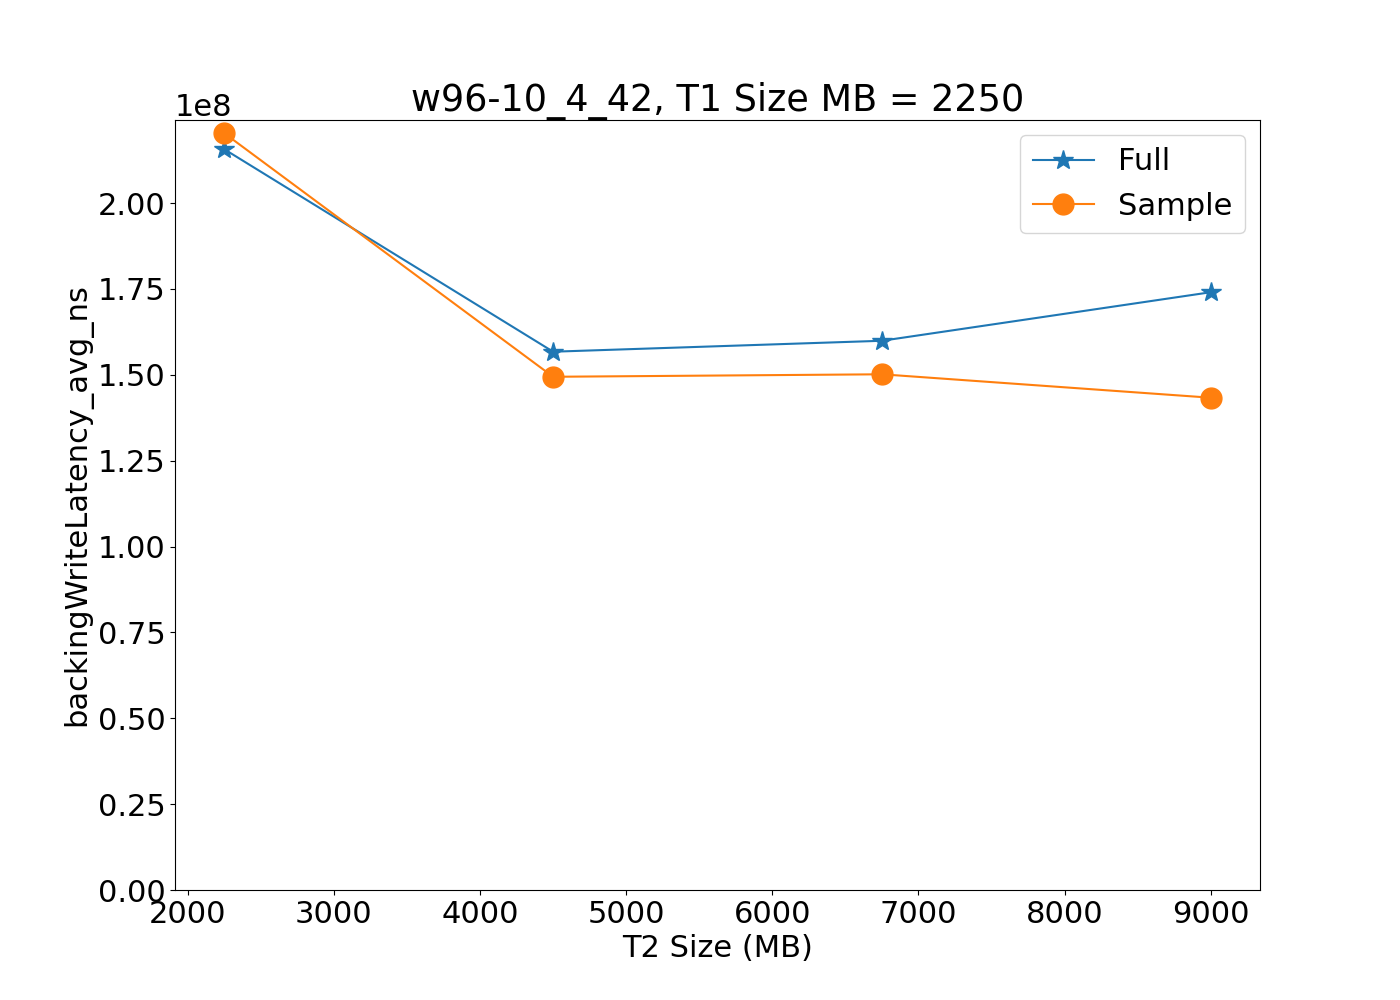 w96-10_4_42, T1 Size MB = 2250
1e8
Full
Sample
2.00
1.75
1.50
1.25
1.00
0.75
0.50
0.25
0.00
backingWriteLatency_avg_ns
2000 3000 4000 5000 6000 7000 8000 9000
T2 Size (MB)